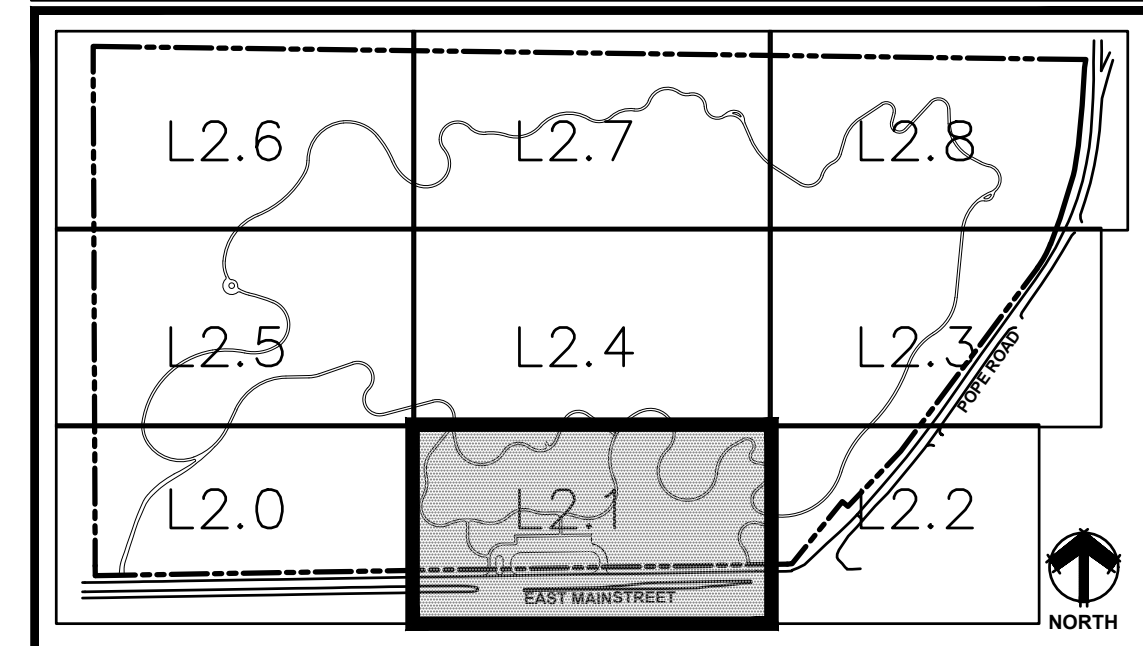 L2.6 L2.7 L2.8
L2.5 L2.4 L2.3
POPE ROAD
L2.0 L2.1 L2.2
EAST MAINSTREET
NORTH